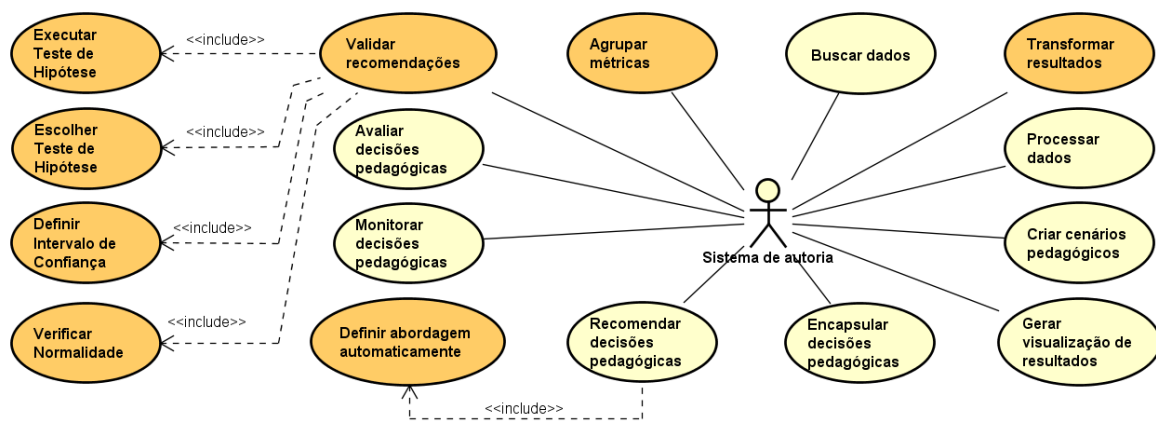 Executar
Teste de
Hipótese
<<include>>
Validar
recomendações
Agrupar
métricas
Buscar dados
Transformar
resultados
Escolher
Teste de
Hipótese
<<include>>
Avaliar
decisões
pedagógicas
Processar
dados
Definir
Intervalo de
Confiança
<<include>>
Monitorar
decisões
pedagógicas
Sistema de autoria
Criar cenários
pedagógicos
Verificar
Normalidade
<<include>>
Definir abordagem
automaticamente
Recomendar
decisões
pedagógicas
Encapsular
decisões
pedagógicas
Gerar
visualização de
resultados
<<include>>